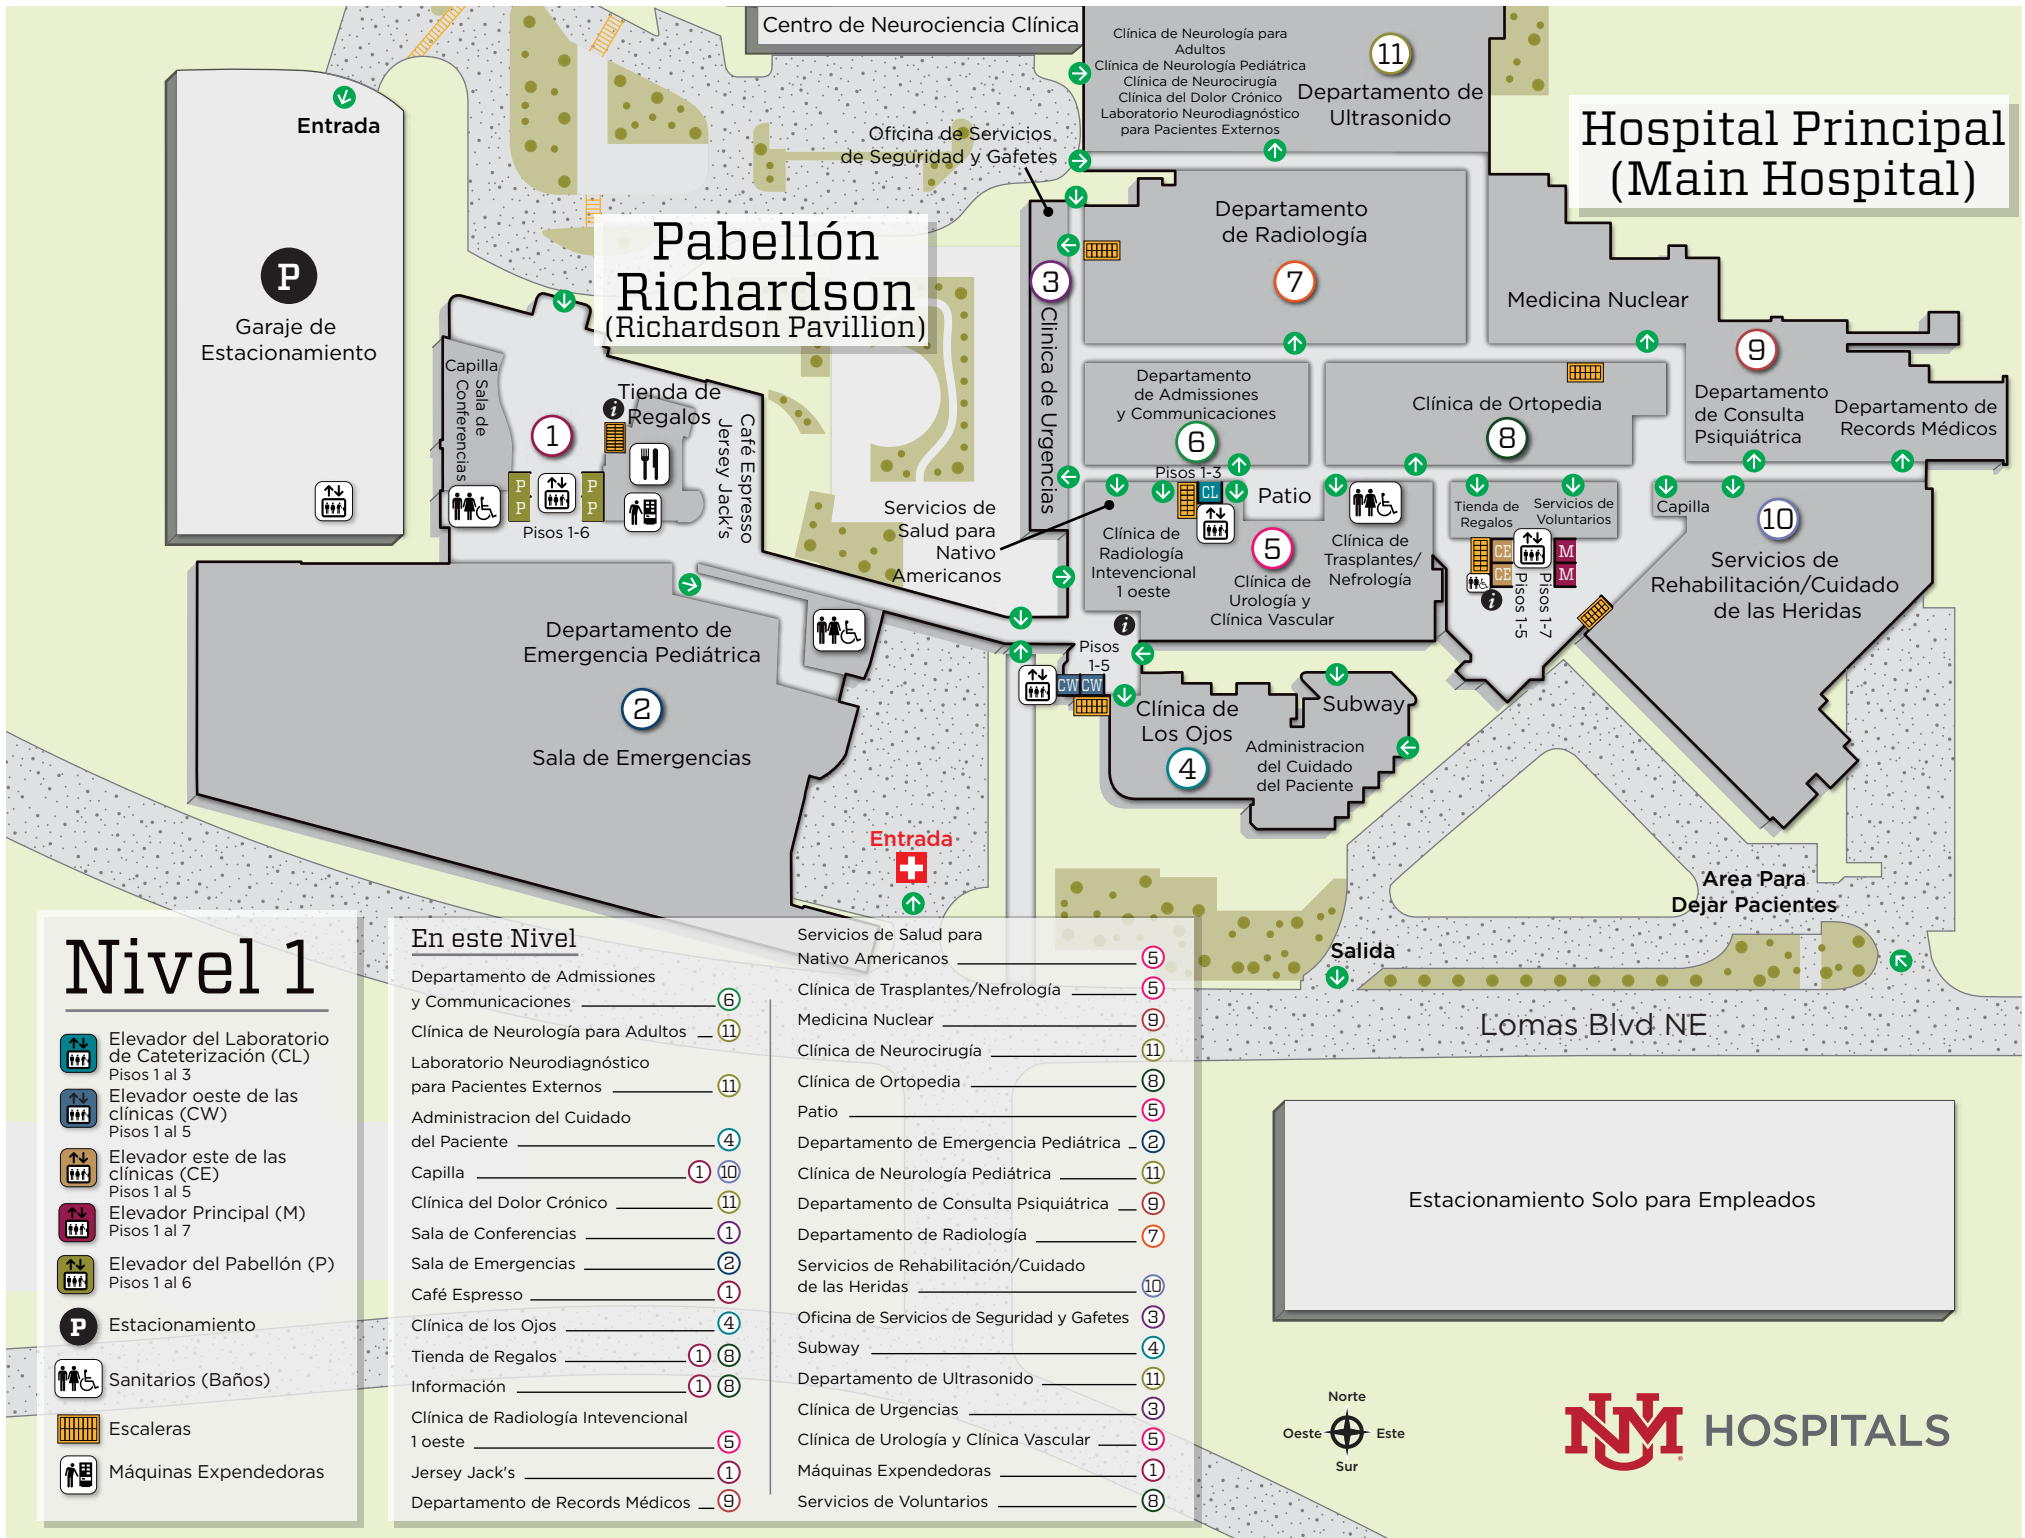 Centro de Neurociencia Clínica
Clínica de Neurología para
Adultos
Clínica de Neurología Pediátrica
Clínica de Neurocirugía
Clínica del Dolor Crónico
Laboratorio Neurodiagnóstico
para Pacientes Externos
11
Departamento de
Ultrasonido
Hospital Principal
(Main Hospital)
Entrada
Oficina de Servicios
de Seguridad y Gafetes
Pabellón
Richardson
(Richardson Pavillion)
P
Garaje de
Estacionamiento
3
Clinica de Urgencias
Departamento
de Radiología
7
Medicina Nuclear
9
Departamento
de Consulta
Psiquiátrica
Departamento de
Records Médicos
Capilla
Sala de
Conferencias
1
i
Tienda de
Regalos
Café Espresso
Jersey Jack's
P
P
P
P
Pisos 1-6
Departamento
de Admissiones
y Communicaciones
6
Clínica de Ortopedia
8
Pisos 1-3
CL
Patio
Servicios de
Salud para
Nativo
Americanos
Clínica de
Radiología
Intevencional
1 oeste
5
Clínica de
Urología y
Clínica Vascular
Clínica de
Trasplantes/
Nefrología
Tienda de
Regalos
Servicios de
Voluntarios
CE
CE
M
M
i
Pisos 1-5
Pisos 1-7
Capilla
10
Servicios de
Rehabilitación/Cuidado
de las Heridas
Departamento de
Emergencia Pediátrica
2
Sala de Emergencias
i
Pisos
1-5
CW CW
Clínica de
Los Ojos
4
Subway
Administracion
del Cuidado
del Paciente
Entrada
Area Para
Dejar Pacientes
Salida
Lomas Blvd NE
Estacionamiento Solo para Empleados
Nivel 1
Elevador del Laboratorio
de Cateterización (CL)
Pisos 1 al 3
Elevador oeste de las
clínicas (CW)
Pisos 1 al 5
Elevador este de las
clínicas (CE)
Pisos 1 al 5
Elevador Principal (M)
Pisos 1 al 7
Elevador del Pabellón (P)
Pisos 1 al 6
P Estacionamiento
Sanitarios (Baños)
Escaleras
Máquinas Expendedoras
En este Nivel
Departamento de Admissiones
y Communicaciones 6
Clínica de Neurología para Adultos 11
Laboratorio Neurodiagnóstico
para Pacientes Externos 11
Administracion del Cuidado
del Paciente 4
Capilla 1 10
Clínica del Dolor Crónico 11
Sala de Conferencias 1
Sala de Emergencias 2
Café Espresso 1
Clínica de los Ojos 4
Tienda de Regalos 1 8
Información 1 8
Clínica de Radiología Intevencional
1 oeste 5
Jersey Jack's 1
Departamento de Records Médicos 9
Servicios de Salud para
Nativo Americanos 5
Clínica de Trasplantes/Nefrología 5
Medicina Nuclear 9
Clínica de Neurocirugía 11
Clínica de Ortopedia 8
Patio 5
Departamento de Emergencia Pediátrica 2
Clínica de Neurología Pediátrica 11
Departamento de Consulta Psiquiátrica 9
Departamento de Radiología 7
Servicios de Rehabilitación/Cuidado
de las Heridas 10
Oficina de Servicios de Seguridad y Gafetes 3
Subway 4
Departamento de Ultrasonido 11
Clínica de Urgencias 3
Clínica de Urología y Clínica Vascular 5
Máquinas Expendedoras 1
Servicios de Voluntarios 8
Norte
Oeste
Este
Sur
UNM HOSPITALS